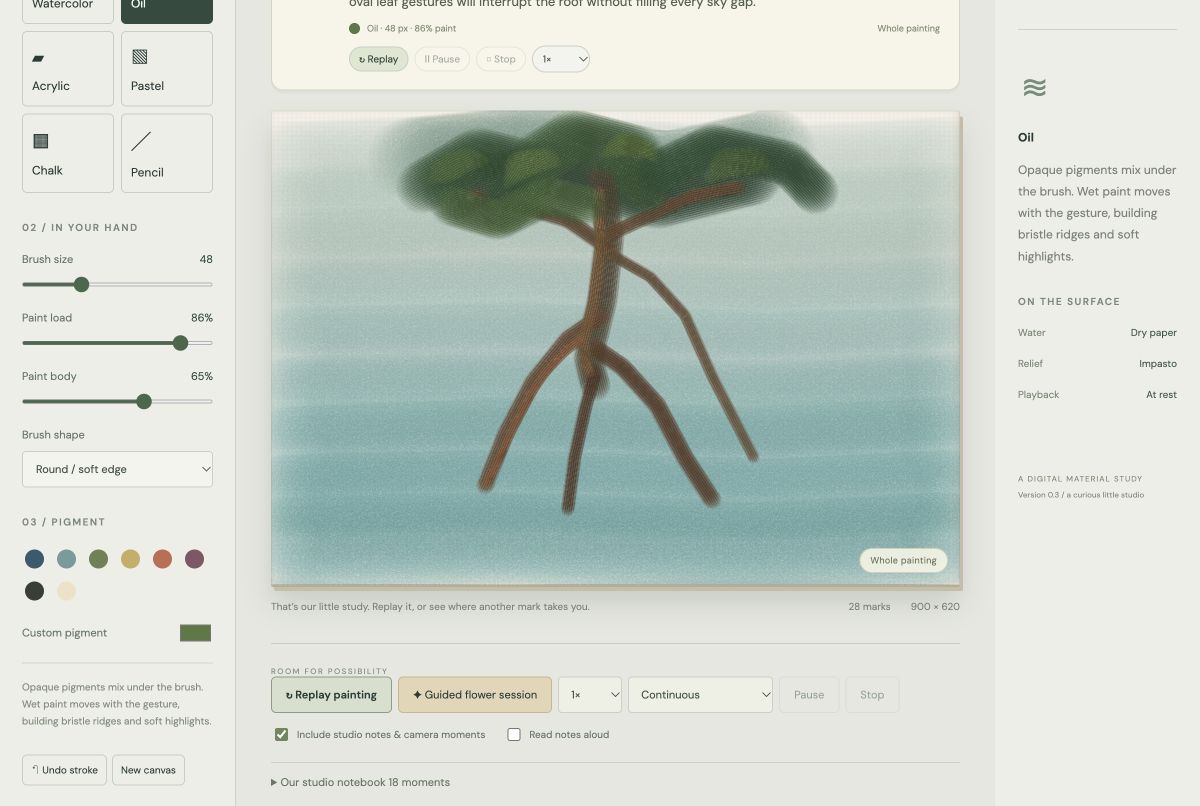 Watercolor
Oil
Acrylic
Pastel
Chalk
Pencil
02 / IN YOUR HAND
Brush size 48
Paint load 86%
Paint body 65%
Brush shape
Round / soft edge
03 / PIGMENT
Custom pigment
Opaque pigments mix under the brush.
Wet paint moves with the gesture,
building bristle ridges and soft highlights.
Undo stroke New canvas
oval leaf gestures will interrupt the roof without filling every sky gap.
Oil · 48 px · 86% paint Whole painting
↻ Replay II Pause Stop 1×
Whole painting
That's our little study. Replay it, or see where another mark takes you. 28 marks 900 × 620
ROOM FOR POSSIBILITY
↻ Replay painting ✦ Guided flower session 1× Continuous Pause Stop
Include studio notes & camera moments Read notes aloud
▶ Our studio notebook 18 moments
Oil
Opaque pigments mix under
the brush. Wet paint moves
with the gesture, building
bristle ridges and soft
highlights.
ON THE SURFACE
Water Dry paper
Relief Impasto
Playback At rest
A DIGITAL MATERIAL STUDY
Version 0.3 / a curious little studio